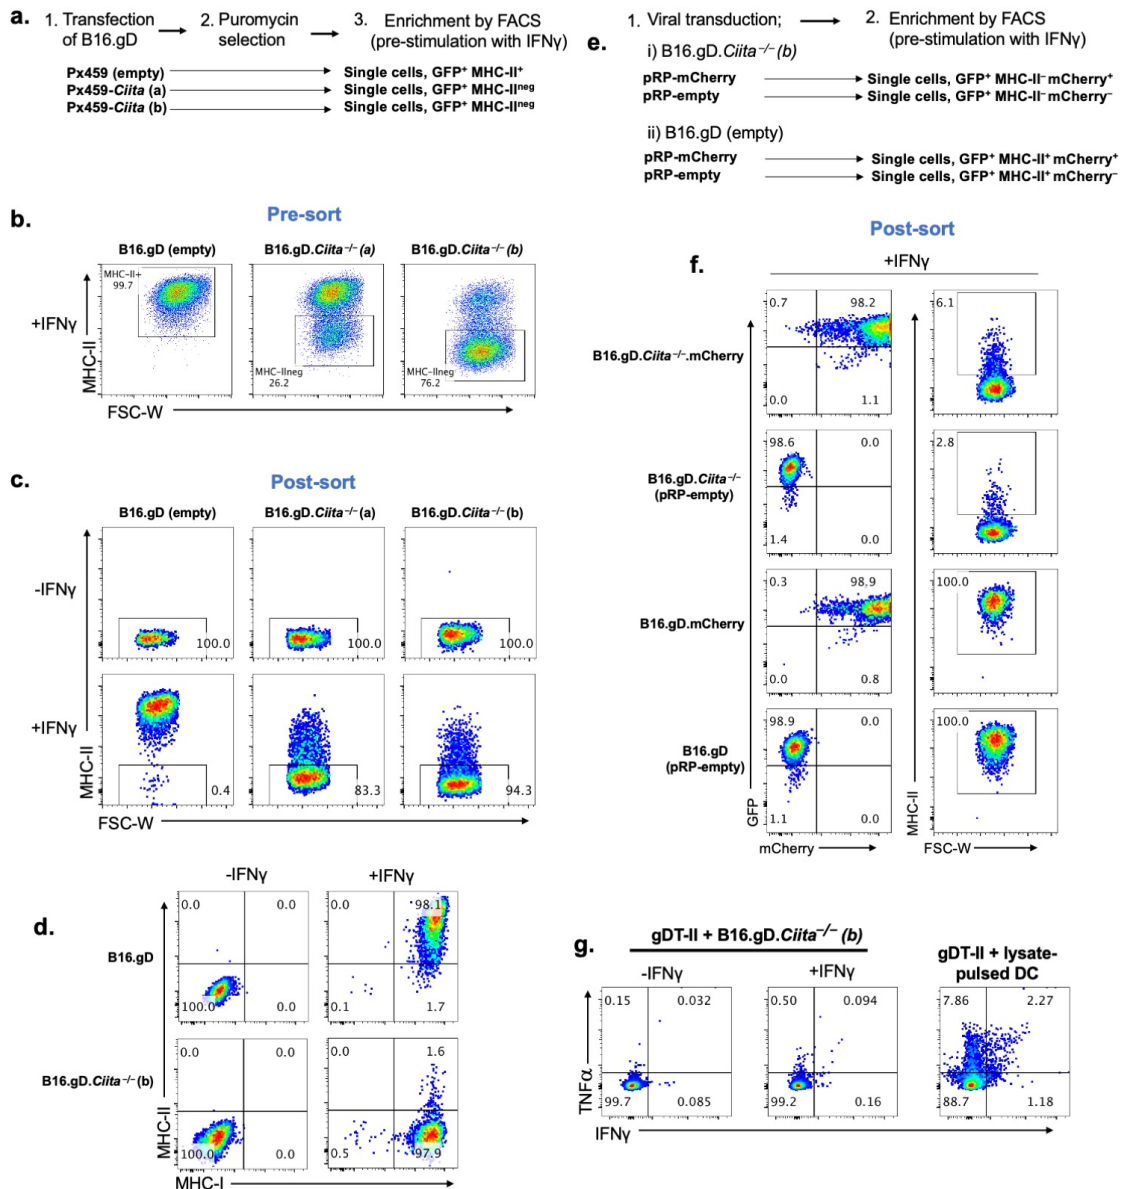 a.
1. Transfection of B16.gD
2. Puromycin selection
3. Enrichment by FACS (pre-stimulation with IFNγ)
Px459 (empty)
Single cells, GFP⁺ MHC-II⁺
Px459-Ciita (a)
Single cells, GFP⁺ MHC-IIⁿᵉᵍ
Px459-Ciita (b)
Single cells, GFP⁺ MHC-IIⁿᵉᵍ
b.
Pre-sort
B16.gD (empty)
B16.gD.Ciita⁻/⁻ (a)
B16.gD.Ciita⁻/⁻ (b)
+IFNγ
MHC-II
MHC-II+
99.7
MHC-IIneg
26.2
MHC-IIneg
76.2
FSC-W
c.
Post-sort
B16.gD (empty)
B16.gD.Ciita⁻/⁻ (a)
B16.gD.Ciita⁻/⁻ (b)
-IFNγ
100.0
100.0
100.0
+IFNγ
MHC-II
0.4
83.3
94.3
FSC-W
d.
-IFNγ
+IFNγ
B16.gD
0.0
0.0
100.0
0.0
0.0
98.1
0.1
1.7
B16.gD.Ciita⁻/⁻ (b)
MHC-II
0.0
0.0
100.0
0.0
0.0
1.6
0.5
97.9
MHC-I
e.
1. Viral transduction;
2. Enrichment by FACS (pre-stimulation with IFNγ)
i) B16.gD.Ciita⁻/⁻ (b)
pRP-mCherry
Single cells, GFP⁺ MHC-II⁻ mCherry⁺
pRP-empty
Single cells, GFP⁺ MHC-II⁻ mCherry⁻
ii) B16.gD (empty)
pRP-mCherry
Single cells, GFP⁺ MHC-II⁺ mCherry⁺
pRP-empty
Single cells, GFP⁺ MHC-II⁺ mCherry⁻
Post-sort
f.
+IFNγ
B16.gD.Ciita⁻/⁻.mCherry
0.7
98.2
0.0
1.1
6.1
B16.gD.Ciita⁻/⁻
(pRP-empty)
98.6
0.0
1.4
0.0
2.8
B16.gD.mCherry
0.3
98.9
0.0
0.8
100.0
B16.gD
(pRP-empty)
98.9
0.0
1.1
0.0
100.0
GFP
MHC-II
mCherry
FSC-W
g.
gDT-II + B16.gD.Ciita⁻/⁻ (b)
-IFNγ
+IFNγ
gDT-II + lysate-
pulsed DC
TNFα
0.15
0.032
99.7
0.085
0.50
0.094
99.2
0.16
7.86
2.27
88.7
1.18
IFNγ